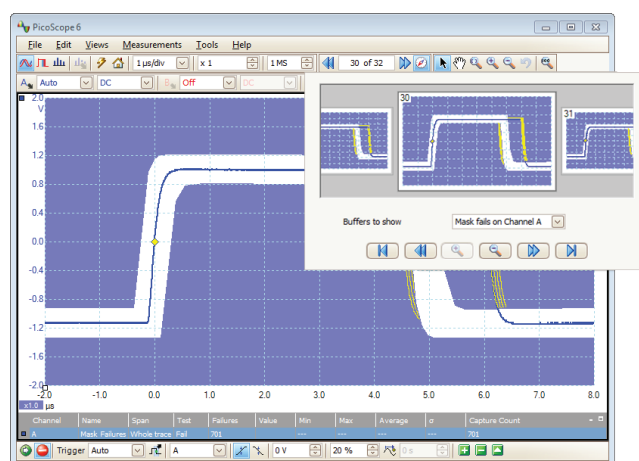 PicoScope 6
File Edit Views Measurements Tools Help
1 µs/div x 1 1 MS 30 of 32
A Auto DC B Off DC
2.0
V
1.6
1.2
0.8
0.4
0.0
-0.4
-0.8
-1.2
-1.6
-2.0
-2.0 -1.0 0.0 1.0 2.0 3.0 4.0 5.0 6.0 7.0 8.0
x1.0 µs
30
31
Buffers to show Mask fails on Channel A
Channel Name Span Test Failures Value Min Max Average σ Capture Count
A Mask Failures Whole trace Fail 701 --- --- --- --- 701
Trigger Auto A 0 V 20 % 0 s